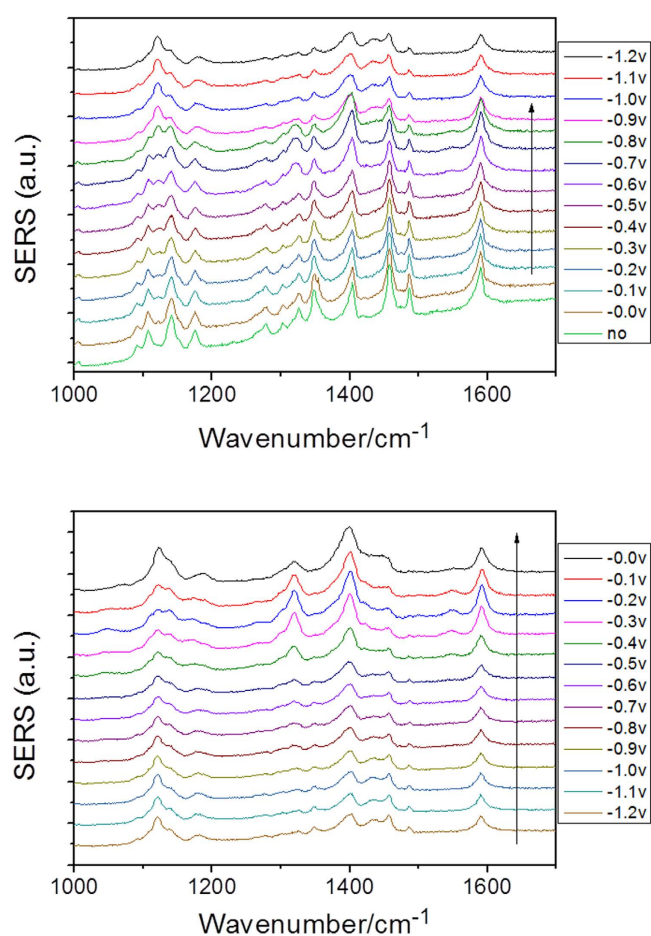 SERS (a.u.)
-1.2v
-1.1v
-1.0v
-0.9v
-0.8v
-0.7v
-0.6v
-0.5v
-0.4v
-0.3v
-0.2v
-0.1v
-0.0v
no
1000 1200 1400 1600
Wavenumber/cm-1
SERS (a.u.)
-0.0v
-0.1v
-0.2v
-0.3v
-0.4v
-0.5v
-0.6v
-0.7v
-0.8v
-0.9v
-1.0v
-1.1v
-1.2v
1000 1200 1400 1600
Wavenumber/cm-1